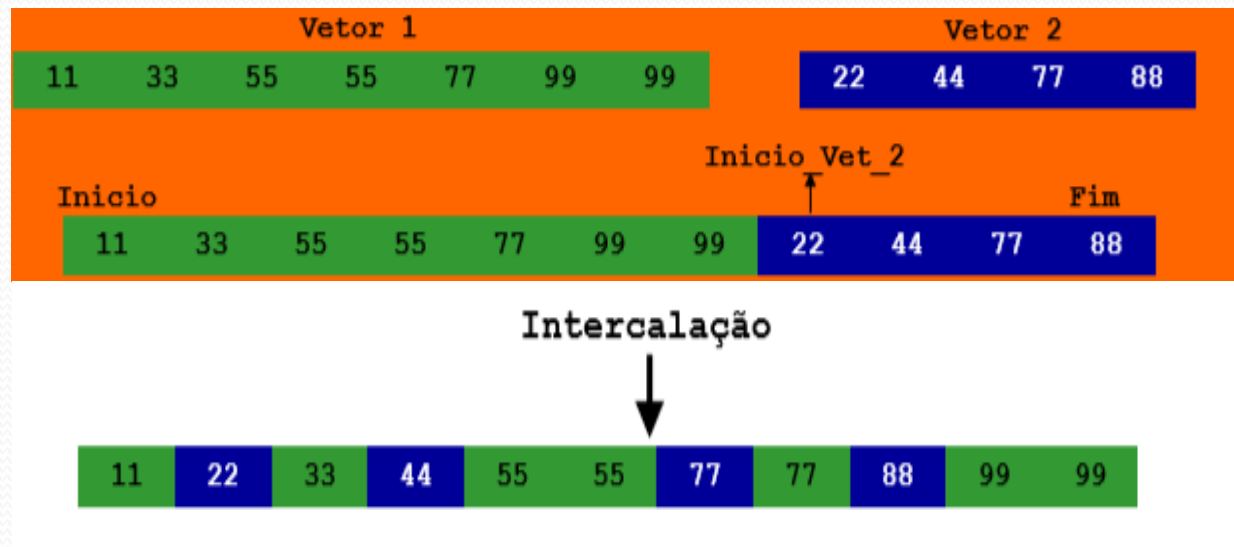 Vetor 1 Vetor 2
11 33 55 55 77 99 99 22 44 77 88
Inicio_Vet_2
Inicio Fim
11 33 55 55 77 99 99 22 44 77 88
Intercalação
11 22 33 44 55 55 77 77 88 99 99